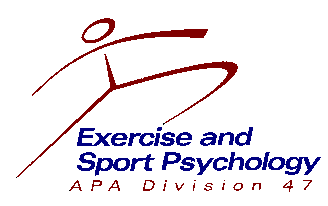 Exercise and
Sport Psychology
APA Division 47